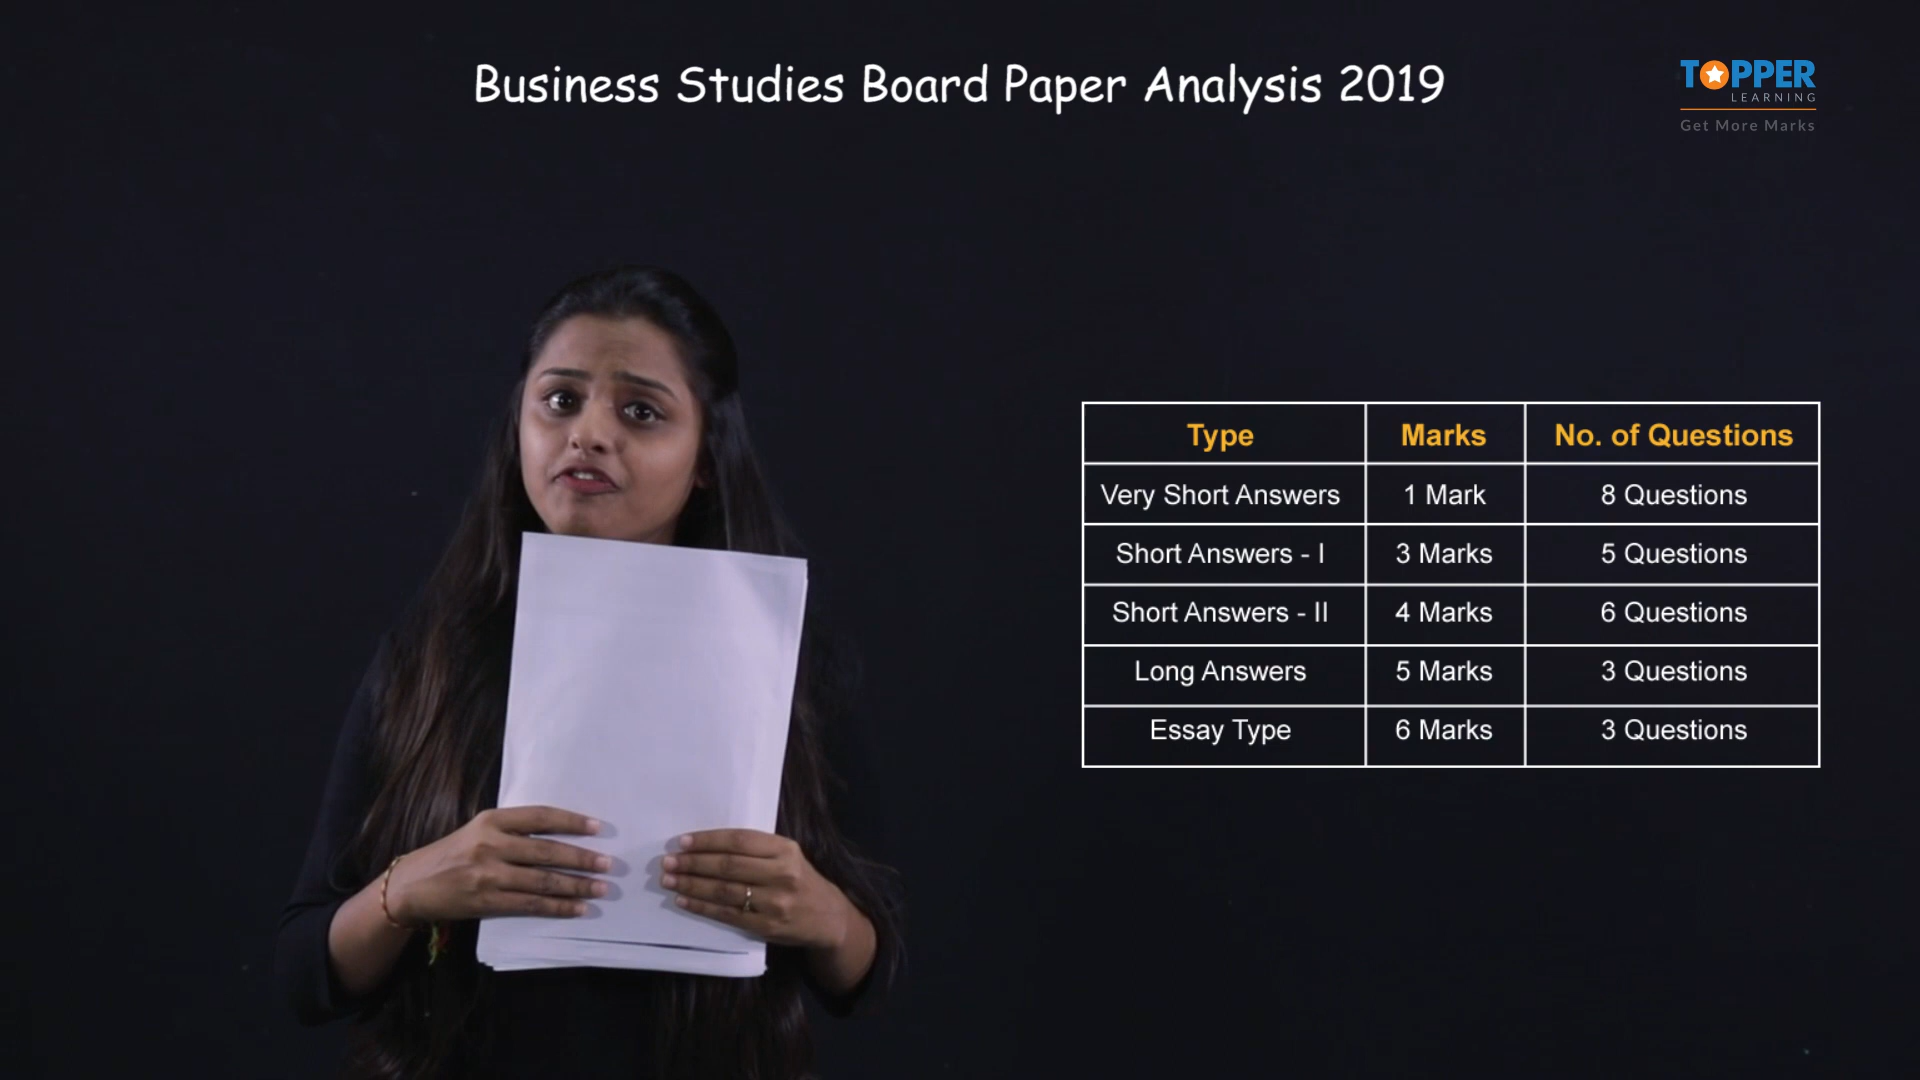 Business Studies Board Paper Analysis 2019
TOPPER
LEARNING
Get More Marks
Type Marks No. of Questions
Very Short Answers 1 Mark 8 Questions
Short Answers - I 3 Marks 5 Questions
Short Answers - II 4 Marks 6 Questions
Long Answers 5 Marks 3 Questions
Essay Type 6 Marks 3 Questions